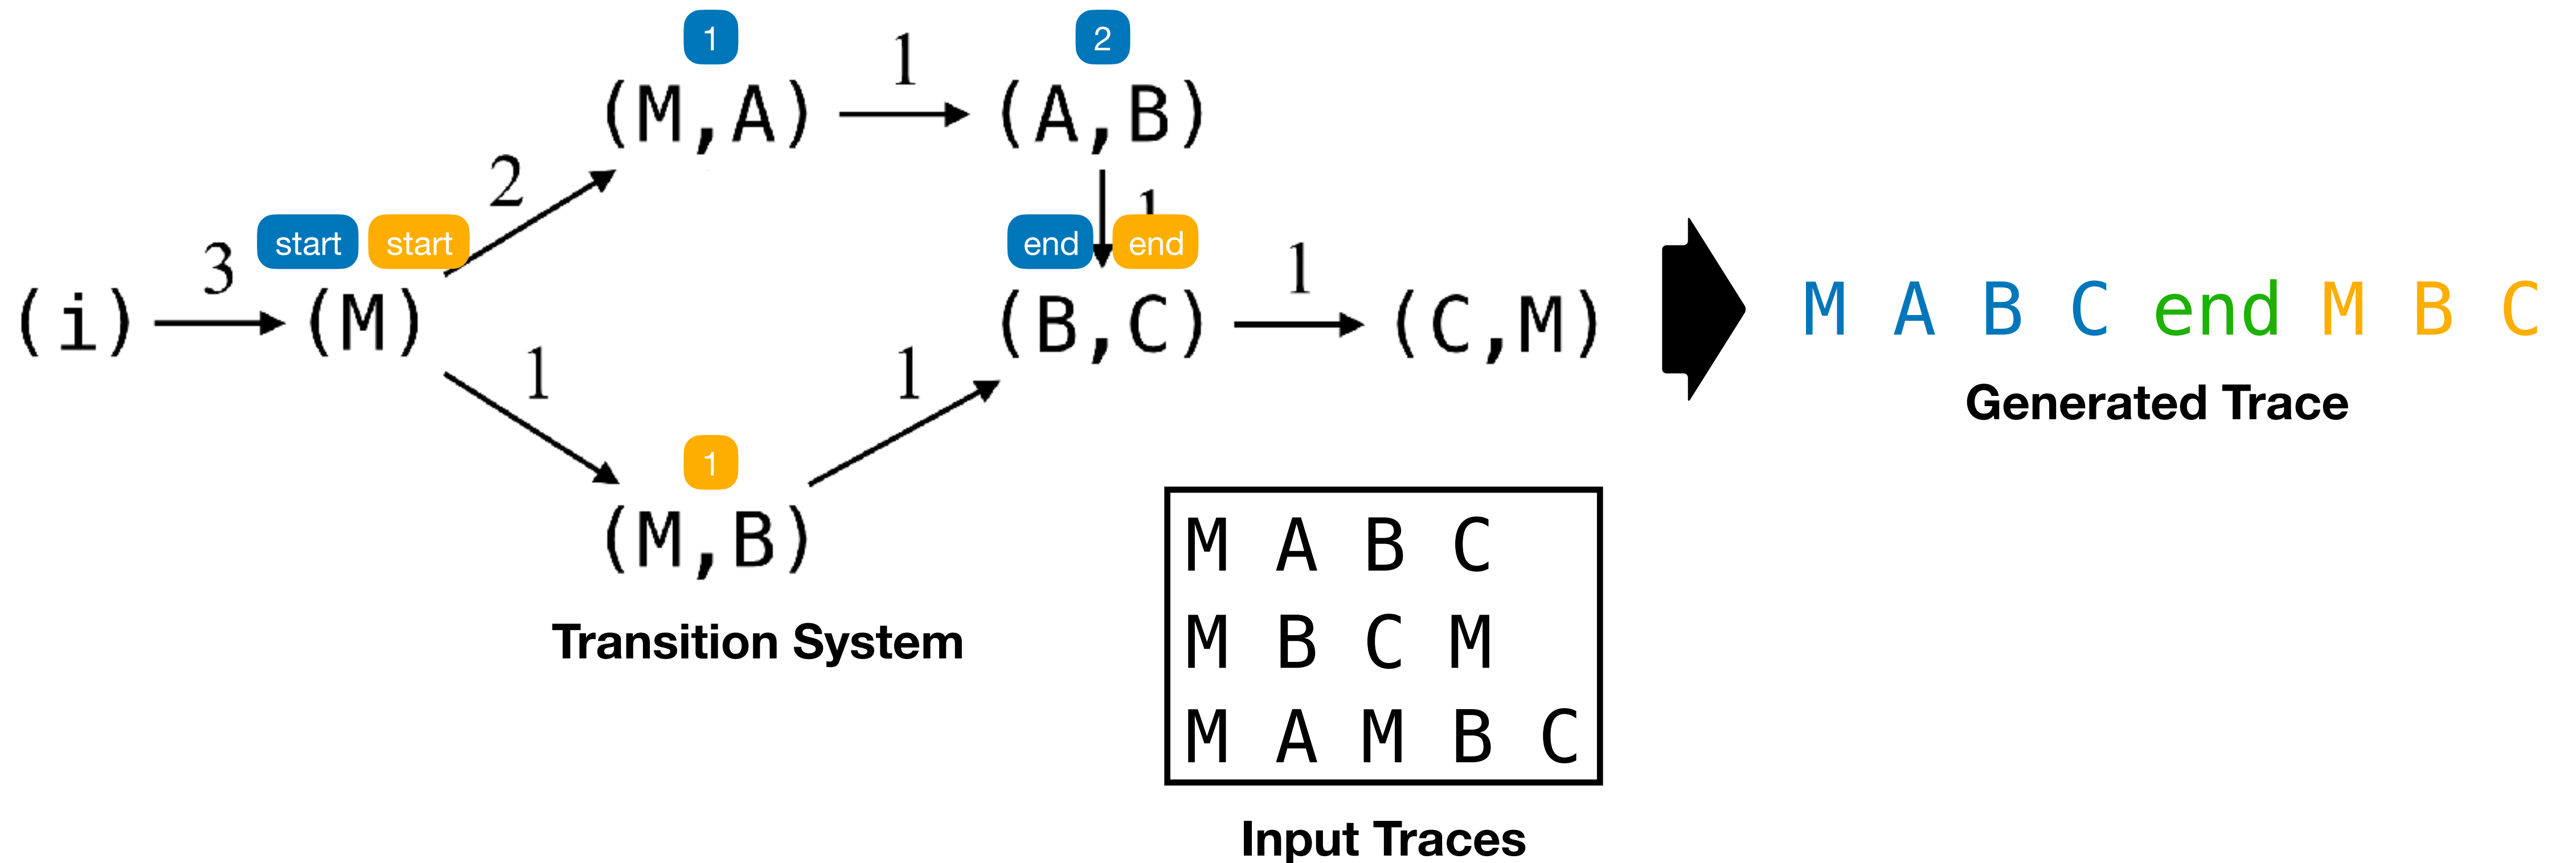 1 2
1
(M,A) (A,B)
2
start start end end 1
3 1
(i) (M) (B,C) (C,M)
M A B C end M B C
1 1
Generated Trace
1
(M,B)
Transition System
M A B C
M B C M
M A M B C
Input Traces